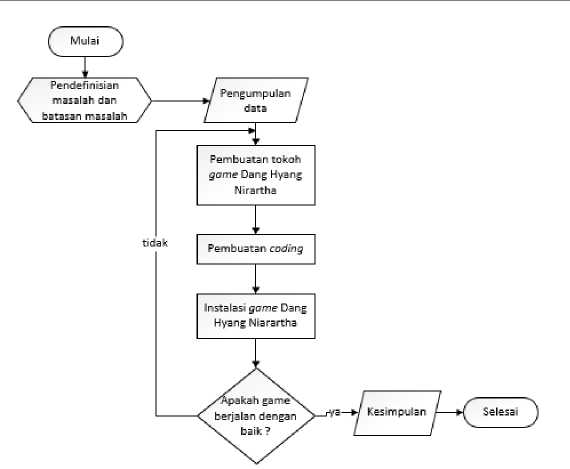 Mulai
Pendefinisian
masalah dan
batasan masalah
Pengumpulan
data
Pembuatan tokoh
game Dang Hyang
Nirartha
tidak
Pembuatan coding
Instalasi game Dang
Hyang Niarartha
Apakah game
berjalan dengan
baik ?
ya
Kesimpulan
Selesai